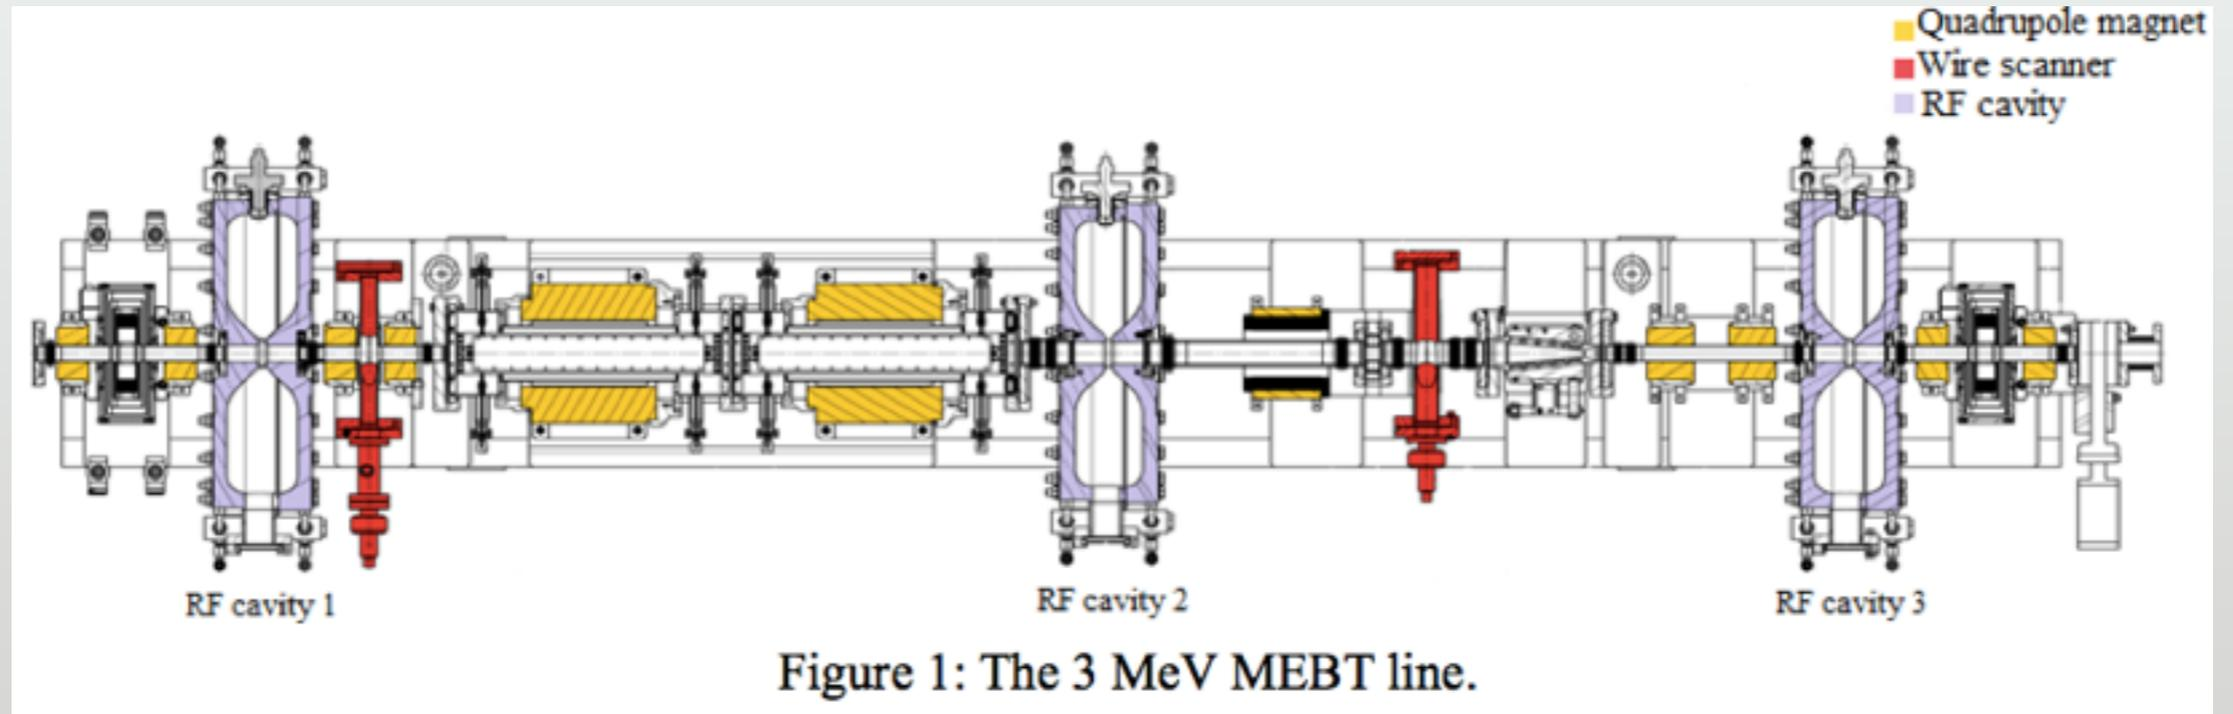 Quadrupole magnet
Wire scanner
RF cavity
RF cavity 1
RF cavity 2
RF cavity 3
Figure 1: The 3 MeV MEBT line.